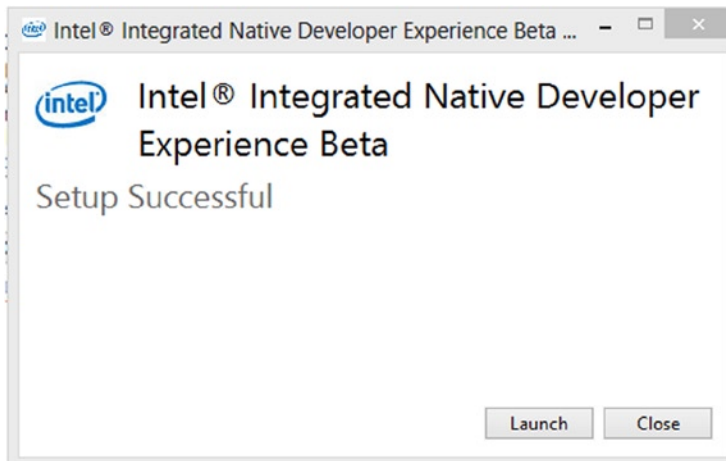 Intel® Integrated Native Developer Experience Beta ...
intel
Intel® Integrated Native Developer
Experience Beta
Setup Successful
Launch
Close